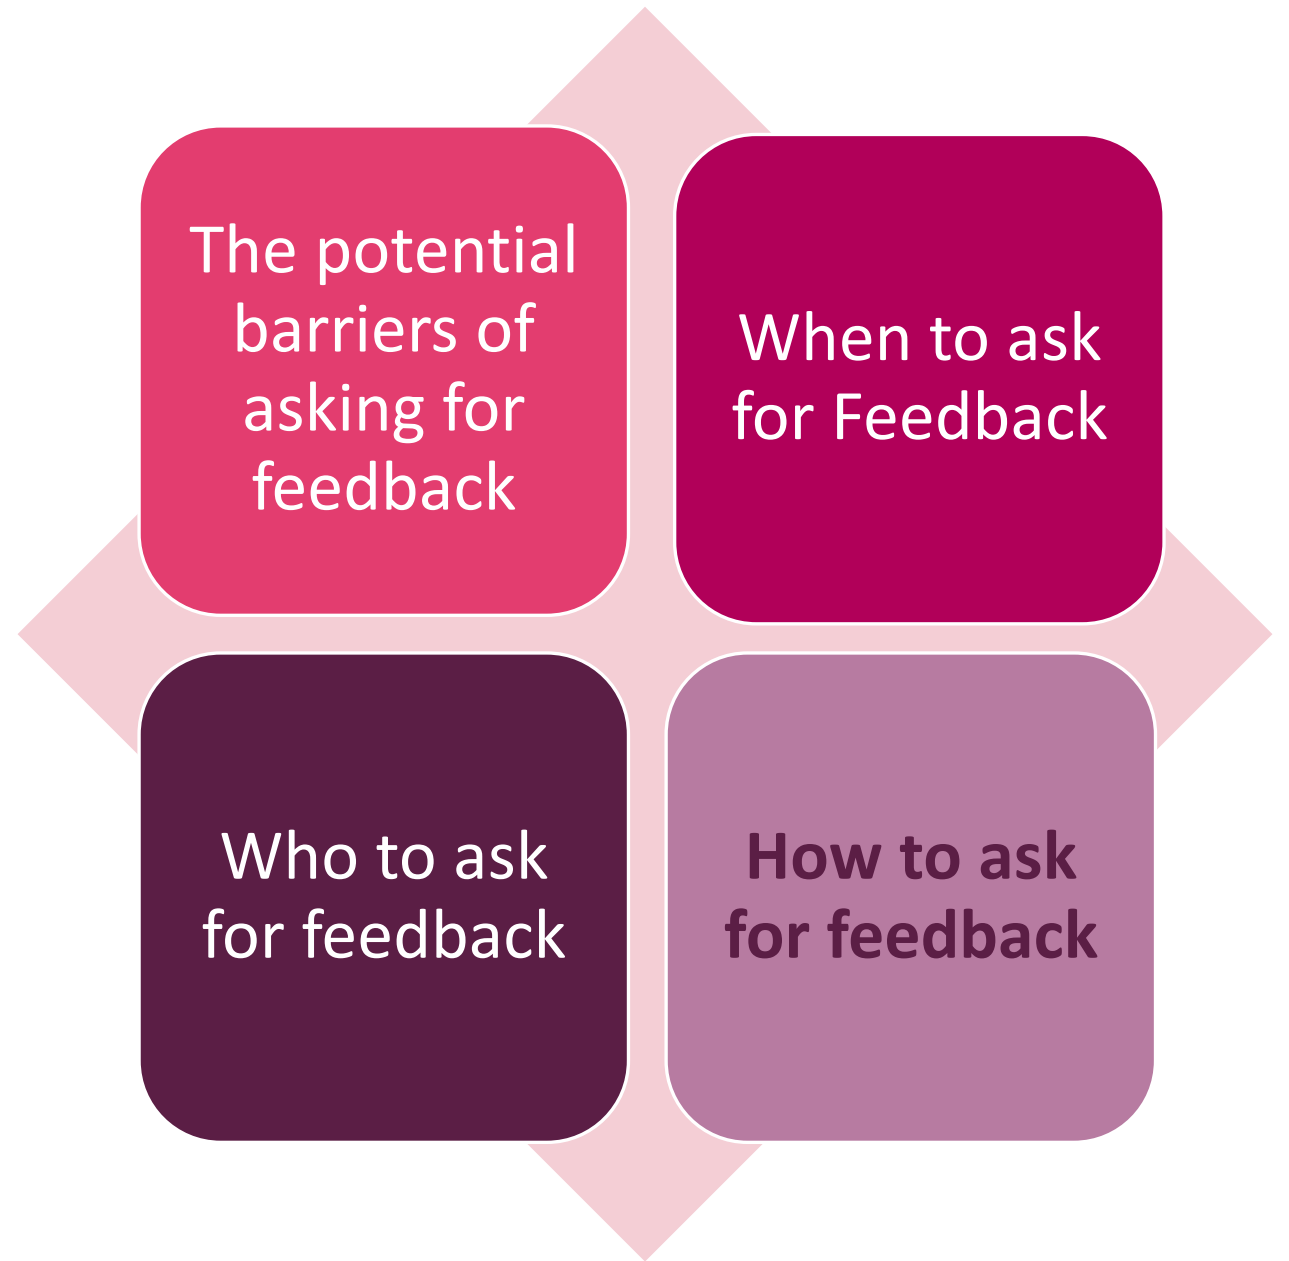 The potential
barriers of
asking for
feedback
When to ask
for Feedback
Who to ask
for feedback
How to ask
for feedback